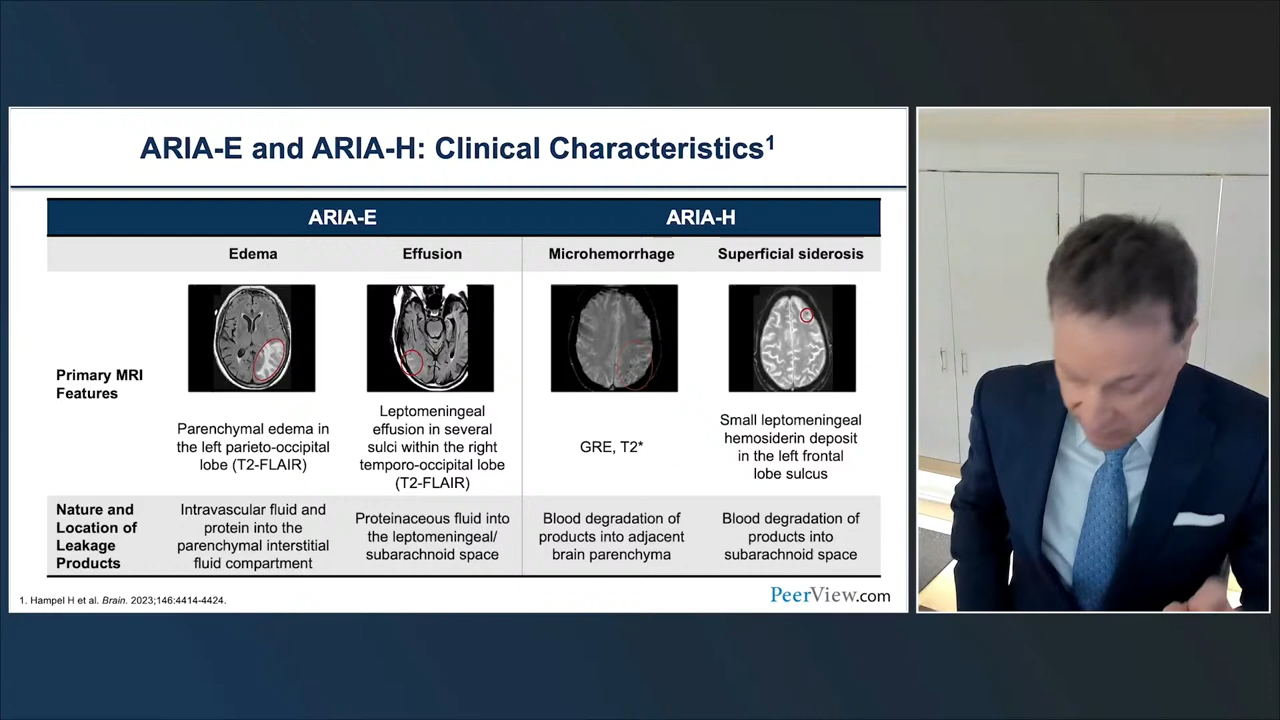 ARIA-E and ARIA-H: Clinical Characteristics1
ARIA-E
ARIA-H
Edema
Effusion
Microhemorrhage
Superficial siderosis
Primary MRI
Features
Parenchymal edema in
the left parieto-occipital
lobe (T2-FLAIR)
Leptomeningeal
effusion in several
sulci within the right
temporo-occipital lobe
(T2-FLAIR)
GRE, T2*
Small leptomeningeal
hemosiderin deposit
in the left frontal
lobe sulcus
Nature and
Location of
Leakage
Products
Intravascular fluid and
protein into the
parenchymal interstitial
fluid compartment
Proteinaceous fluid into
the leptomeningeal/
subarachnoid space
Blood degradation of
products into adjacent
brain parenchyma
Blood degradation of
products into
subarachnoid space
1. Hampel H et al. Brain. 2023;146:4414-4424.
PeerView.com